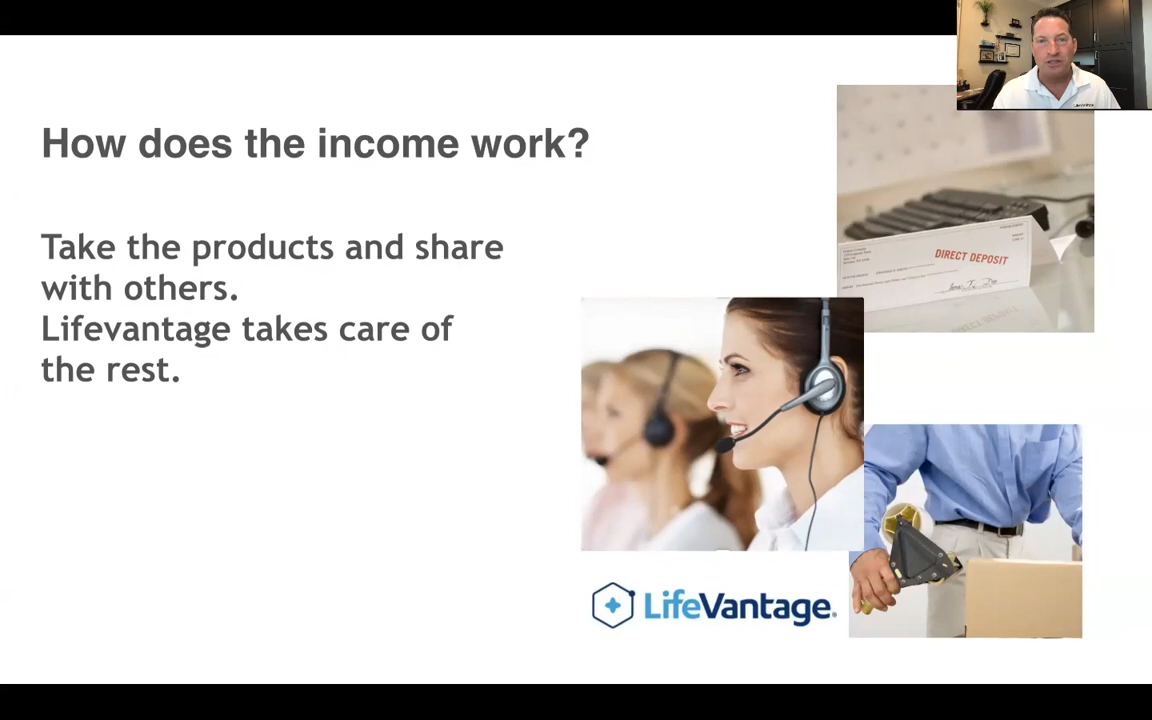 How does the income work?
Take the products and share
with others.
Lifevantage takes care of
the rest.
DIRECT DEPOSIT
LifeVantage